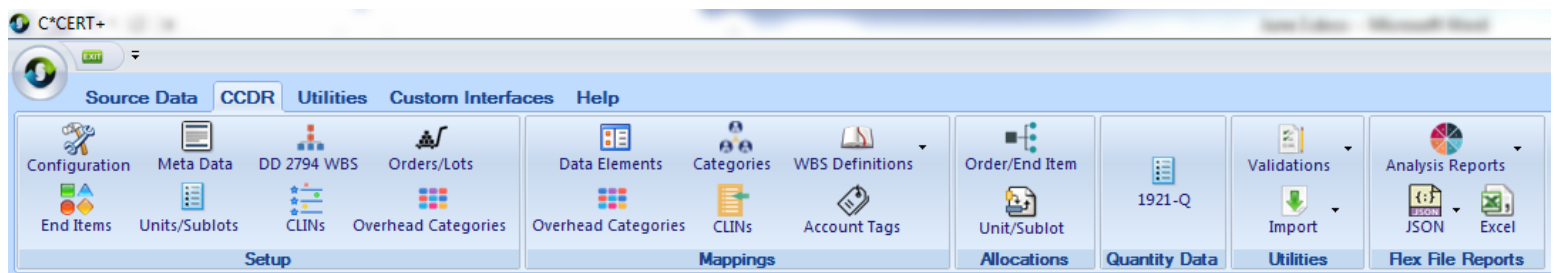 C*CERT+
EXIT
Source Data CCDR Utilities Custom Interfaces Help
Configuration Meta Data DD 2794 WBS Orders/Lots Data Elements Categories WBS Definitions Order/End Item Validations Analysis Reports
1921-Q
{:} JSON
End Items Units/Sublots CLINs Overhead Categories Overhead Categories CLINs Account Tags Unit/Sublot Import JSON Excel
Setup Mappings Allocations Quantity Data Utilities Flex File Reports